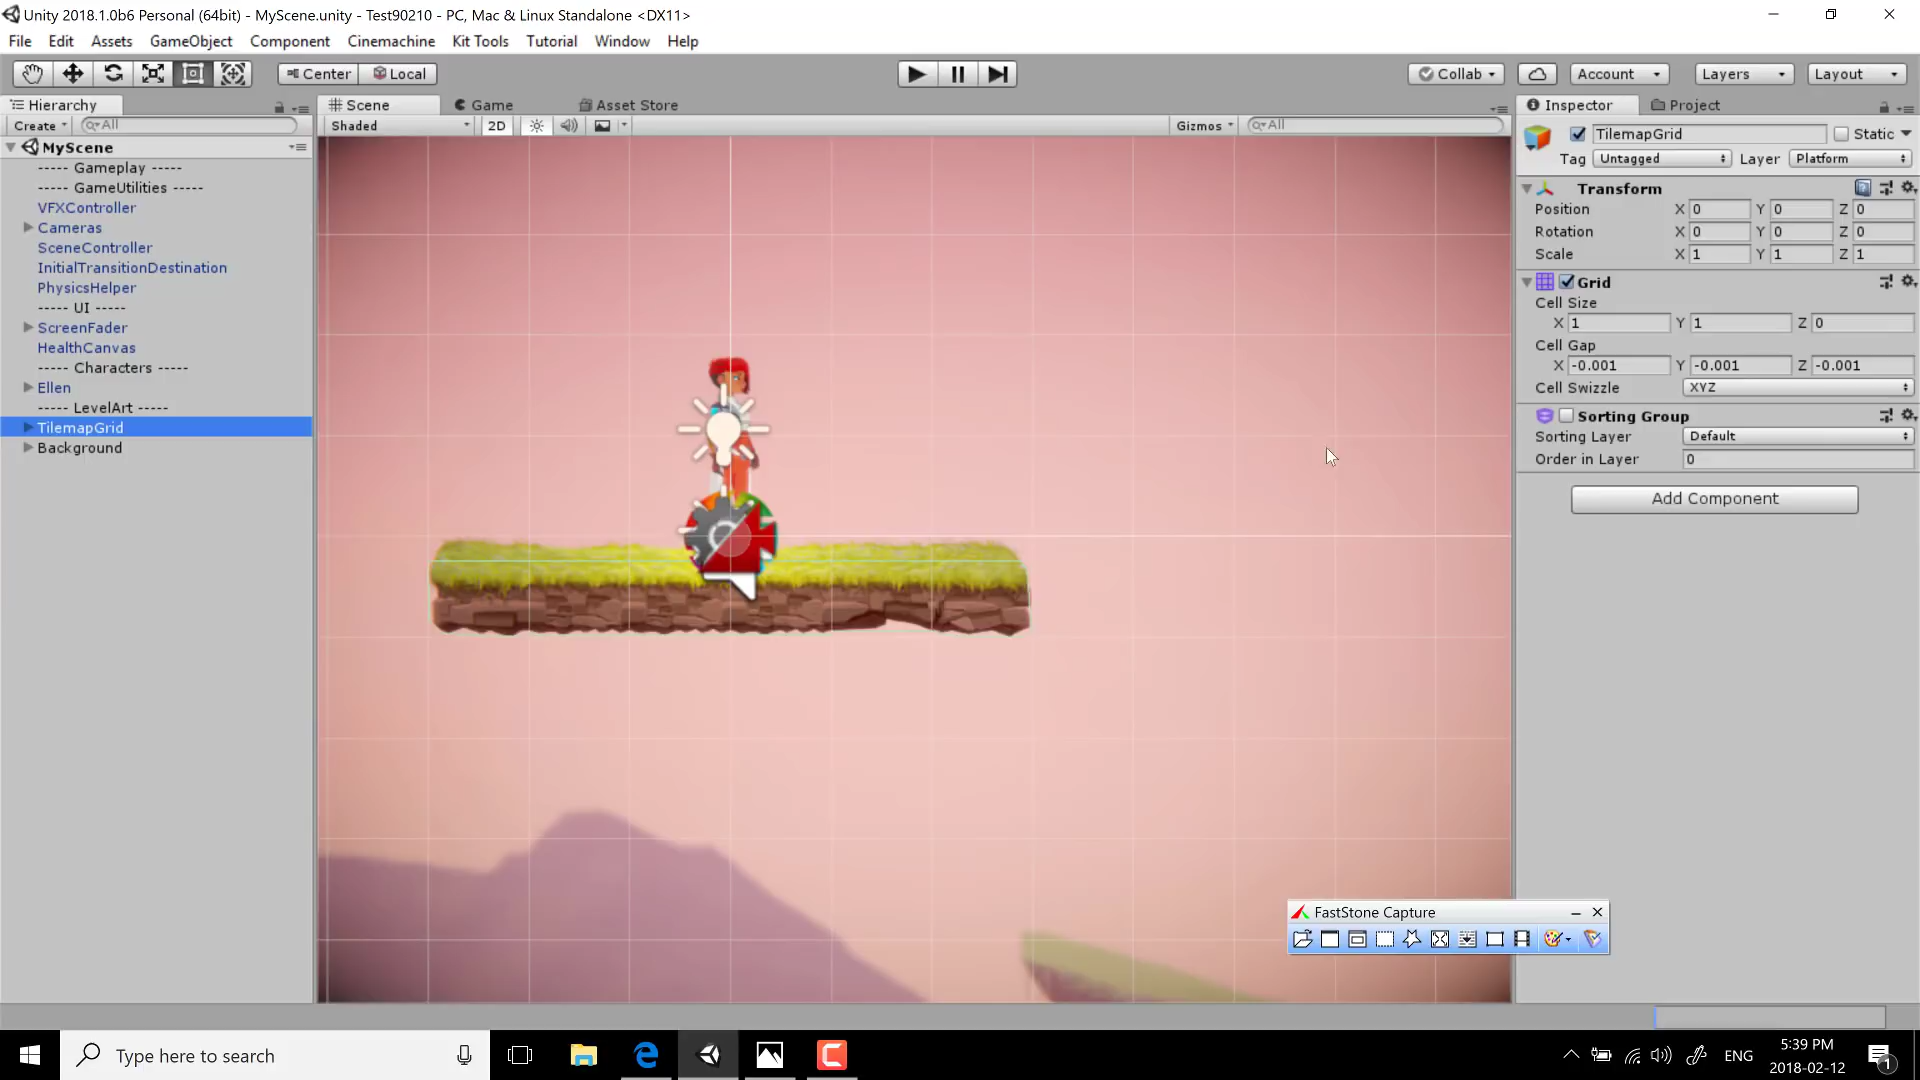 Unity 2018.1.0b6 Personal (64bit) - MyScene.unity - Test90210 - PC, Mac & Linux Standalone <DX11>
File Edit Assets GameObject Component Cinemachine Kit Tools Tutorial Window Help
Center Local Collab Account Layers Layout
Hierarchy
Create All
MyScene
----- Gameplay -----
----- GameUtilities -----
VFXController
Cameras
SceneController
InitialTransitionDestination
PhysicsHelper
----- UI -----
ScreenFader
HealthCanvas
----- Characters -----
Ellen
----- LevelArt -----
TilemapGrid
Background
Scene Game Asset Store
Shaded 2D Gizmos All
Inspector Project
TilemapGrid Static
Tag Untagged Layer Platform
Transform
Position X 0 Y 0 Z 0
Rotation X 0 Y 0 Z 0
Scale X 1 Y 1 Z 1
Grid
Cell Size
X 1 Y 1 Z 0
Cell Gap
X -0.001 Y -0.001 Z -0.001
Cell Swizzle XYZ
Sorting Group
Sorting Layer Default
Order in Layer 0
Add Component
FastStone Capture
Type here to search
ENG
5:39 PM
2018-02-12
1